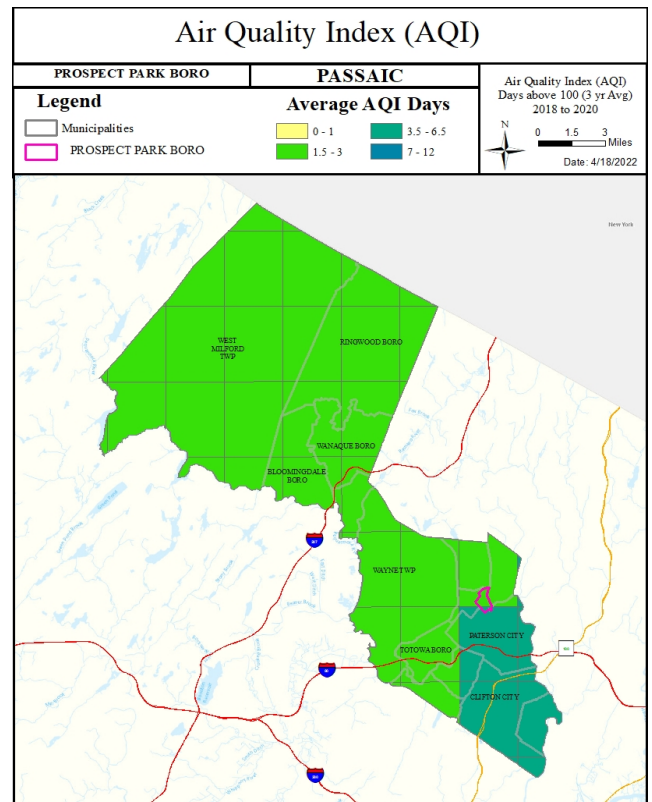 Air Quality Index (AQI)
PROSPECT PARK BORO
PASSAIC
Legend
Municipalities
PROSPECT PARK BORO
Average AQI Days
0 - 1
1.5 - 3
3.5 - 6.5
7 - 12
Air Quality Index (AQI)
Days above 100 (3 yr Avg)
2018 to 2020
N
0 1.5 3
Miles
Date: 4/18/2022
New York
WEST
MILFORD
TWP
RINGWOOD BORO
WANAQUE BORO
BLOOMINGDALE
BORO
WAYNE TWP
PATERSON CITY
TOTOWA BORO
CLIFTON CITY